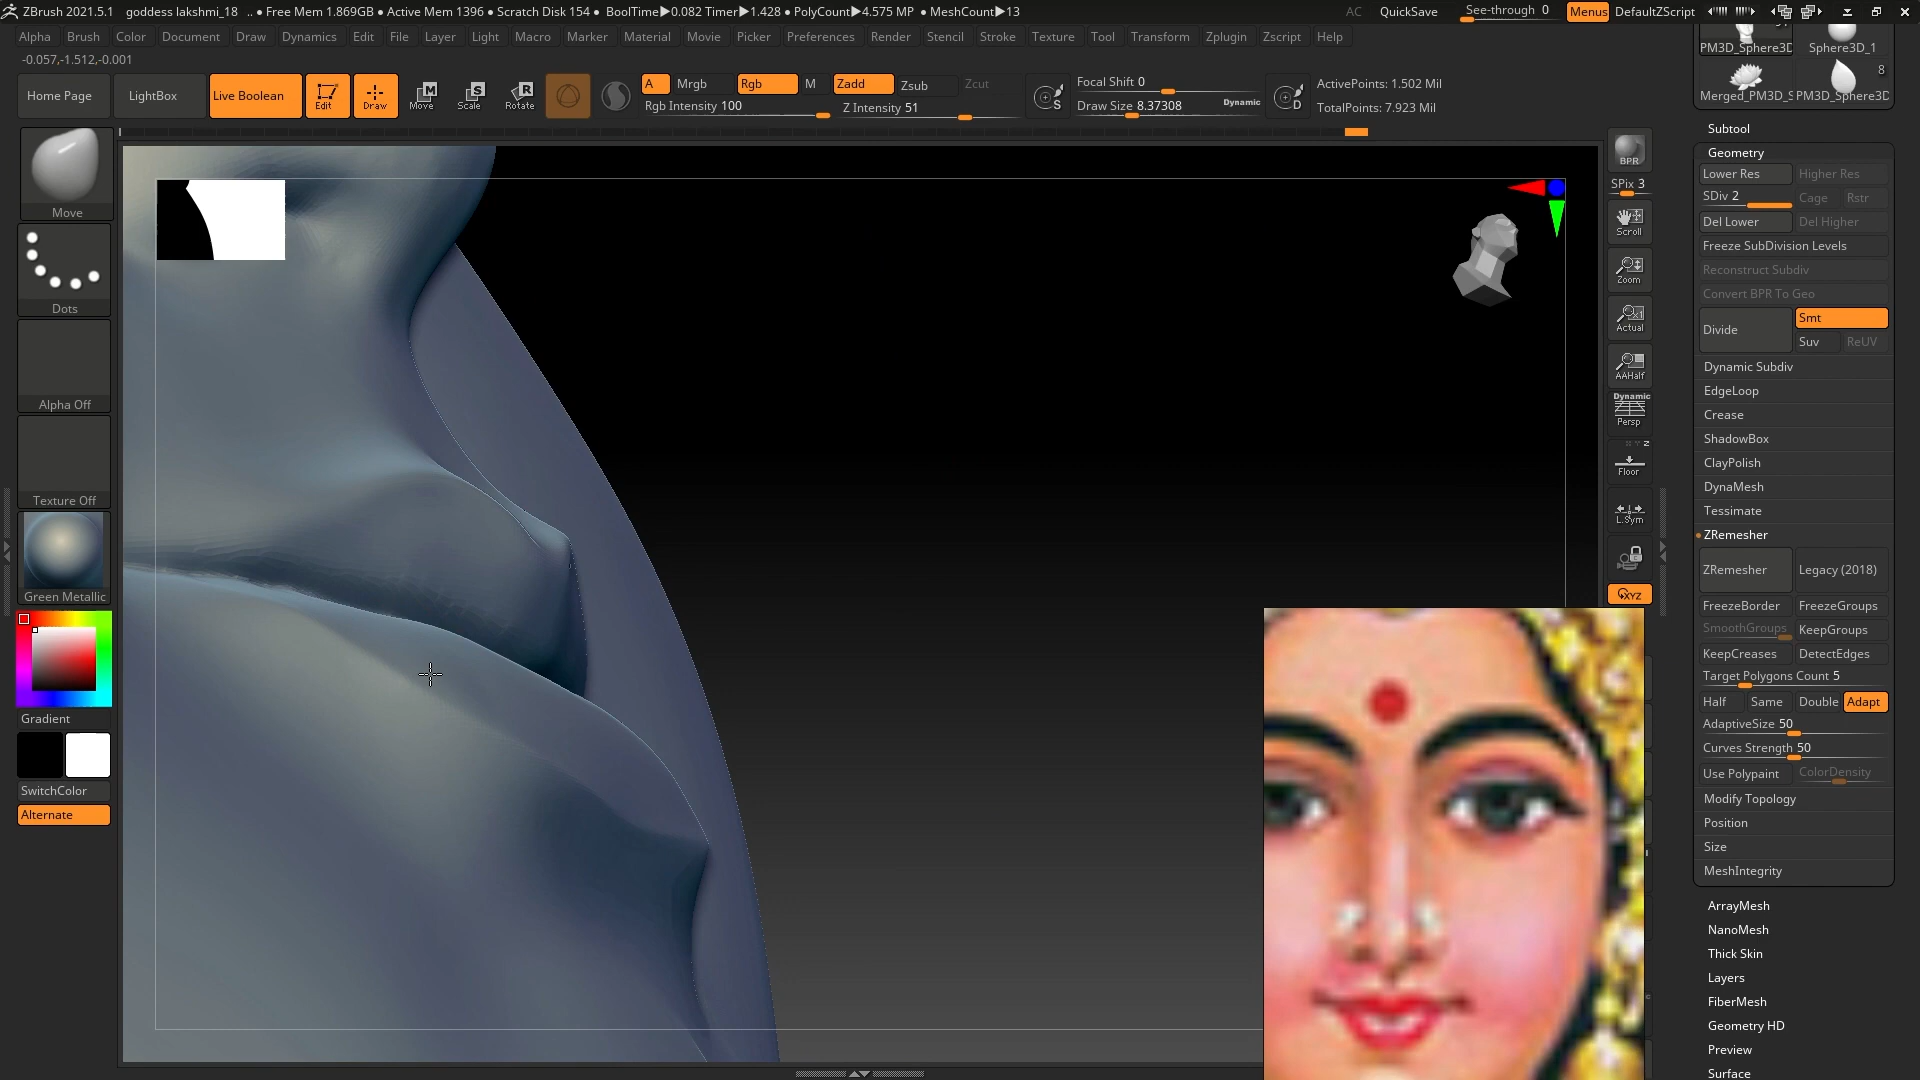 ZBrush 2021.5.1 goddess lakshmi_18 .. • Free Mem 1.869GB • Active Mem 1396 • Scratch Disk 154 • BoolTime▶0.082 Timer▶1.428 • PolyCount▶4.575 MP • MeshCount▶13 AC QuickSave See-through 0 Menus DefaultZScript
Alpha Brush Color Document Draw Dynamics Edit File Layer Light Macro Marker Material Movie Picker Preferences Render Stencil Stroke Texture Tool Transform Zplugin Zscript Help
-0.057,-1.512,-0.001
Home Page LightBox Live Boolean Edit Draw Move Scale Rotate
A Mrgb Rgb M Zadd Zsub Zcut
Rgb Intensity 100 Z Intensity 51
Focal Shift 0
Draw Size 8.37308 Dynamic
S
D
ActivePoints: 1.502 Mil
TotalPoints: 7.923 Mil
Move
Dots
Alpha Off
Texture Off
Green Metallic
Gradient
SwitchColor
Alternate
BPR
SPix 3
Scroll
Zoom
Actual
AAHalf
Dynamic
Persp
Floor
L.Sym
XYZ
PM3D_Sphere3D Sphere3D_1
8
Merged_PM3D_S PM3D_Sphere3D
Subtool
Geometry
Lower Res Higher Res
SDiv 2 Cage Rstr
Del Lower Del Higher
Freeze SubDivision Levels
Reconstruct Subdiv
Convert BPR To Geo
Divide Smt
Suv ReUV
Dynamic Subdiv
EdgeLoop
Crease
ShadowBox
ClayPolish
DynaMesh
Tessimate
ZRemesher
ZRemesher Legacy (2018)
FreezeBorder FreezeGroups
SmoothGroups KeepGroups
KeepCreases DetectEdges
Target Polygons Count 5
Half Same Double Adapt
AdaptiveSize 50
Curves Strength 50
Use Polypaint ColorDensity
Modify Topology
Position
Size
MeshIntegrity
ArrayMesh
NanoMesh
Thick Skin
Layers
FiberMesh
Geometry HD
Preview
Surface